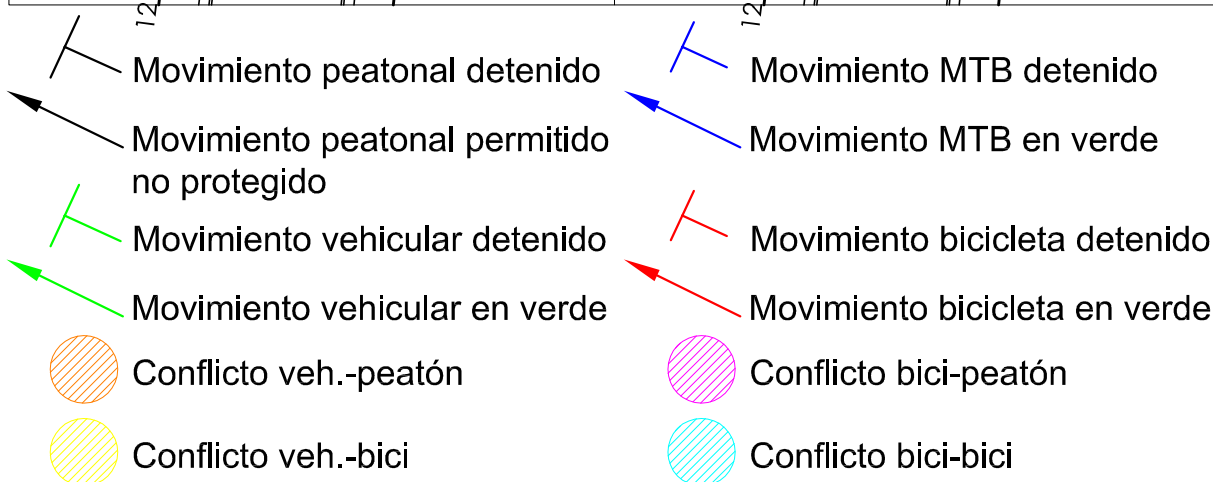 12
12
Movimiento peatonal detenido
Movimiento peatonal permitido
no protegido
Movimiento vehicular detenido
Movimiento vehicular en verde
Conflicto veh.-peatón
Conflicto veh.-bici
Movimiento MTB detenido
Movimiento MTB en verde
Movimiento bicicleta detenido
Movimiento bicicleta en verde
Conflicto bici-peatón
Conflicto bici-bici